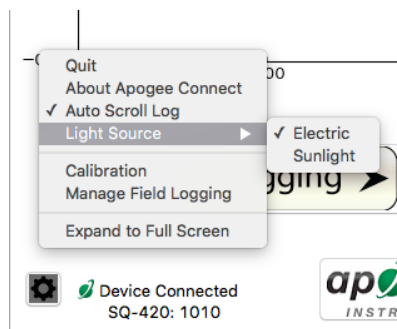 Quit
About Apogee Connect
✓ Auto Scroll Log
Light Source ▶
✓ Electric
Sunlight
Calibration
Manage Field Logging
gging
Expand to Full Screen
Device Connected
SQ-420: 1010
ap
INSTR